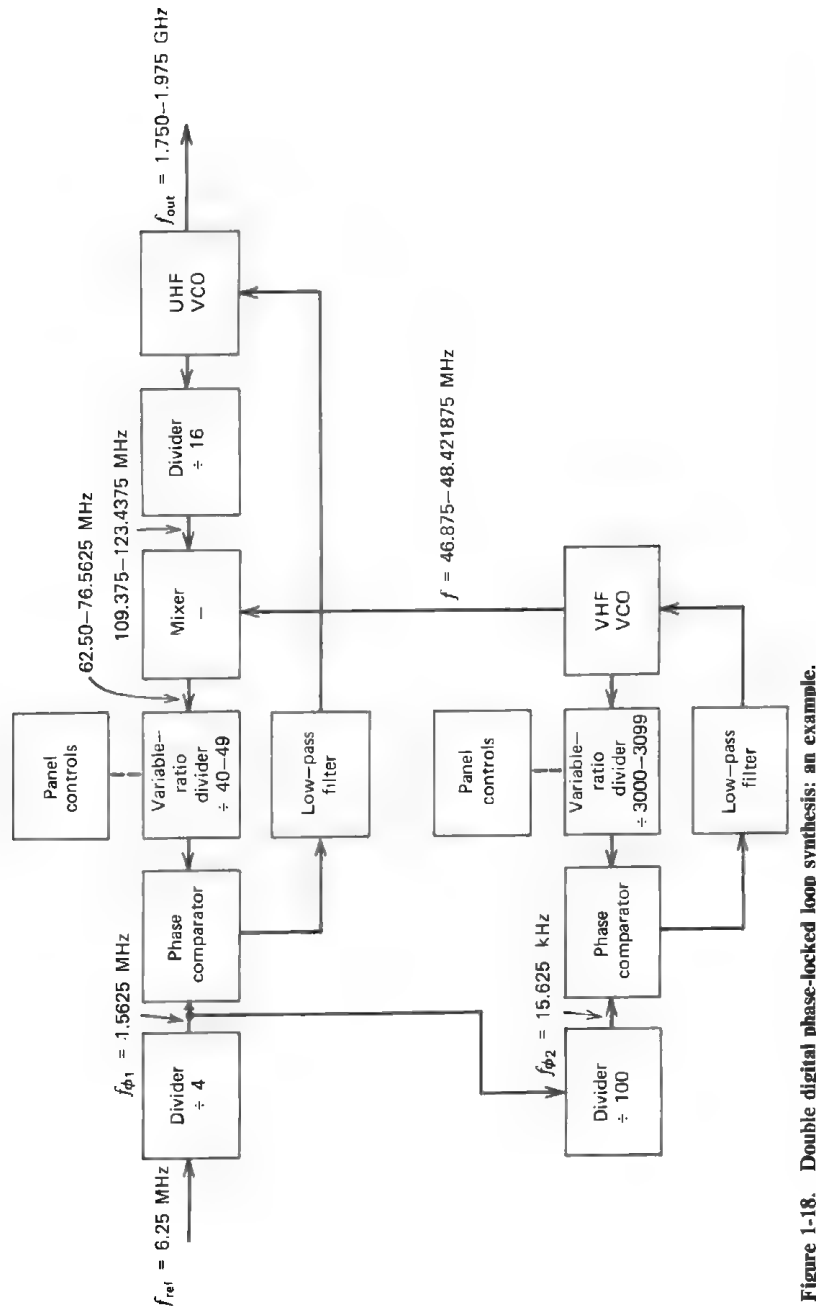 f_ref = 6.25 MHz
Divider
÷ 4
f_ϕ1 = 1.5625 MHz
Phase
comparator
Panel
controls
Variable–
ratio
divider
÷ 40–49
62.50–76.5625 MHz
Mixer
–
109.375–123.4375 MHz
Divider
÷ 16
UHF
VCO
f_out = 1.750–1.975 GHz
Low–pass
filter
f = 46.875–48.421875 MHz
Divider
÷ 100
f_ϕ2 = 15.625 kHz
Phase
comparator
Panel
controls
Variable–
ratio
divider
÷ 3000–3099
VHF
VCO
Low–pass
filter
Figure 1-18. Double digital phase-locked loop synthesis: an example.